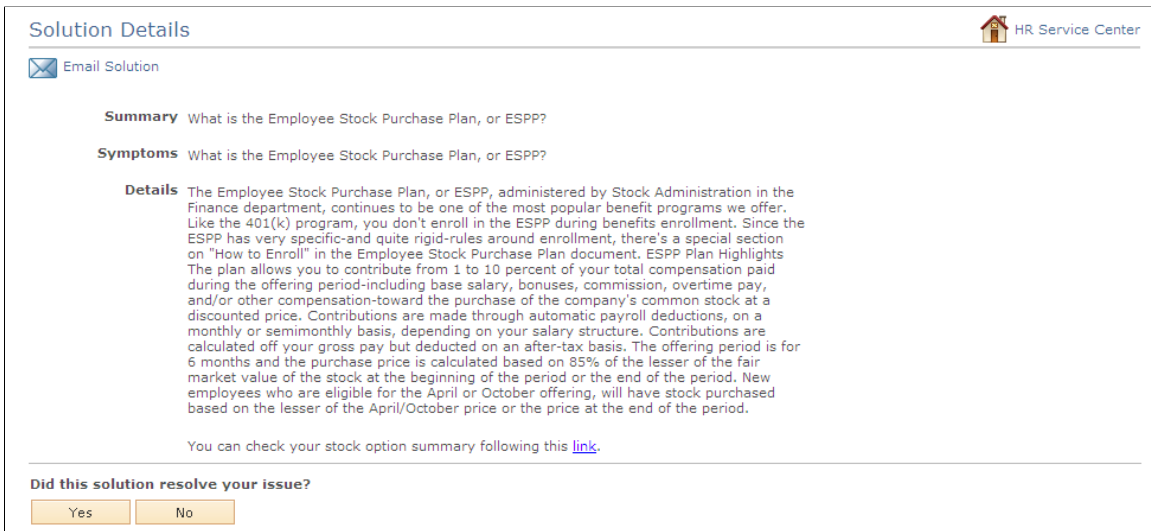 Solution Details
HR Service Center
Email Solution
Summary What is the Employee Stock Purchase Plan, or ESPP?
Symptoms What is the Employee Stock Purchase Plan, or ESPP?
Details The Employee Stock Purchase Plan, or ESPP, administered by Stock Administration in the
Finance department, continues to be one of the most popular benefit programs we offer.
Like the 401(k) program, you don't enroll in the ESPP during benefits enrollment. Since the
ESPP has very specific-and quite rigid-rules around enrollment, there's a special section
on "How to Enroll" in the Employee Stock Purchase Plan document. ESPP Plan Highlights
The plan allows you to contribute from 1 to 10 percent of your total compensation paid
during the offering period-including base salary, bonuses, commission, overtime pay,
and/or other compensation-toward the purchase of the company's common stock at a
discounted price. Contributions are made through automatic payroll deductions, on a
monthly or semimonthly basis, depending on your salary structure. Contributions are
calculated off your gross pay but deducted on an after-tax basis. The offering period is for
6 months and the purchase price is calculated based on 85% of the lesser of the fair
market value of the stock at the beginning of the period or the end of the period. New
employees who are eligible for the April or October offering, will have stock purchased
based on the lesser of the April/October price or the price at the end of the period.
You can check your stock option summary following this link.
Did this solution resolve your issue?
Yes No